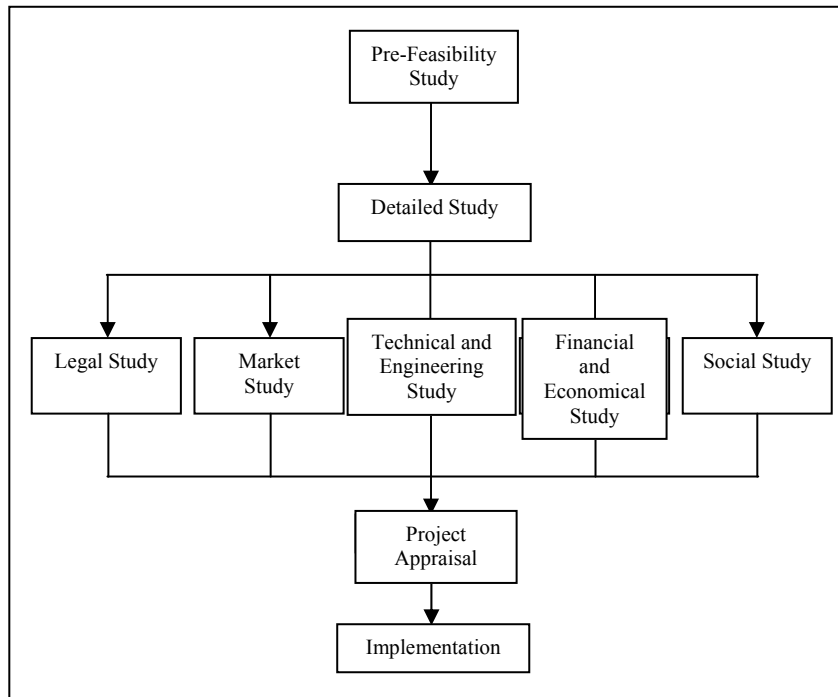 Pre-Feasibility
Study
Detailed Study
Legal Study
Market
Study
Technical and
Engineering
Study
Financial
and
Economical
Study
Social Study
Project
Appraisal
Implementation